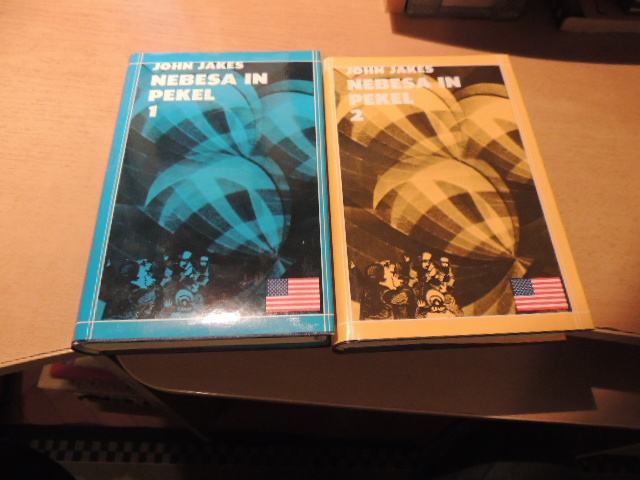 JOHN JAKES
NEBESA IN
PEKEL
1
JOHN JAKES
NEBESA IN
PEKEL
2